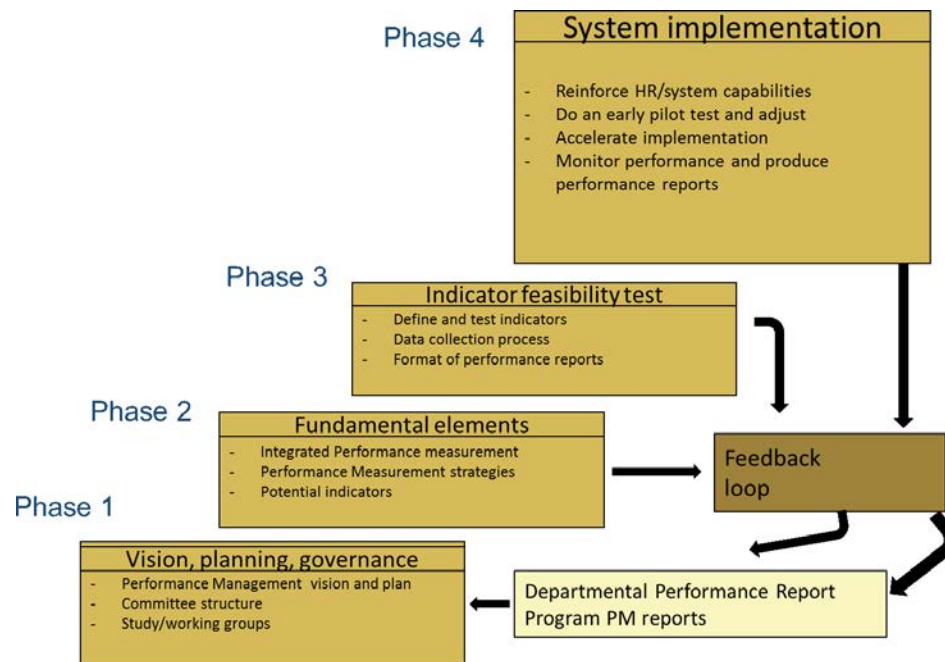 Phase 4
System implementation
- Reinforce HR/system capabilities
- Do an early pilot test and adjust
- Accelerate implementation
- Monitor performance and produce
performance reports
Phase 3
Indicator feasibility test
- Define and test indicators
- Data collection process
- Format of performance reports
Phase 2
Fundamental elements
- Integrated Performance measurement
- Performance Measurement strategies
- Potential indicators
Feedback
loop
Phase 1
Vision, planning, governance
- Performance Management vision and plan
- Committee structure
- Study/working groups
Departmental Performance Report
Program PM reports